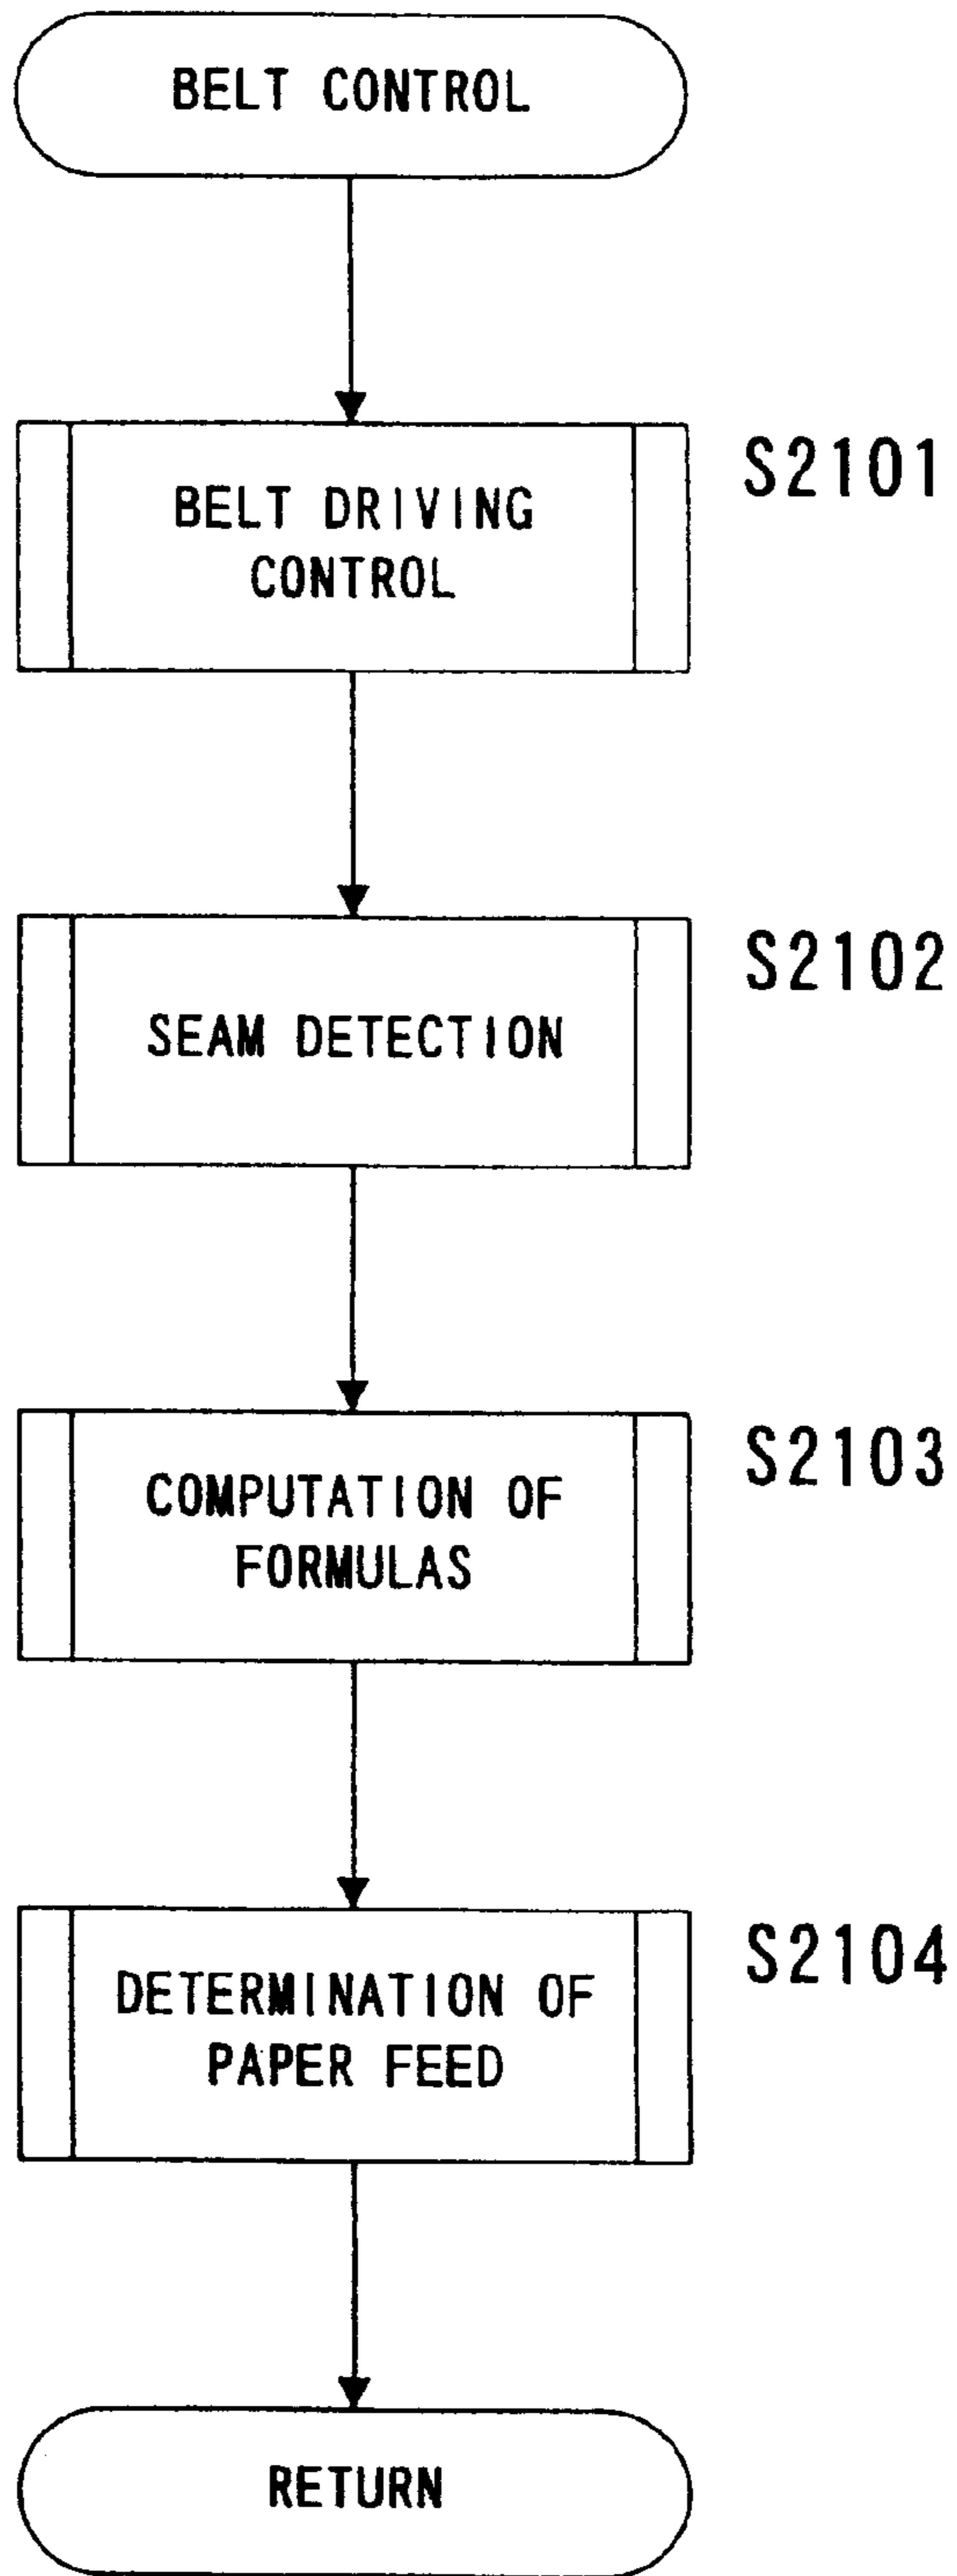 BELT CONTROL
BELT DRIVING
CONTROL
S2101
SEAM DETECTION
S2102
COMPUTATION OF
FORMULAS
S2103
DETERMINATION OF
PAPER FEED
S2104
RETURN